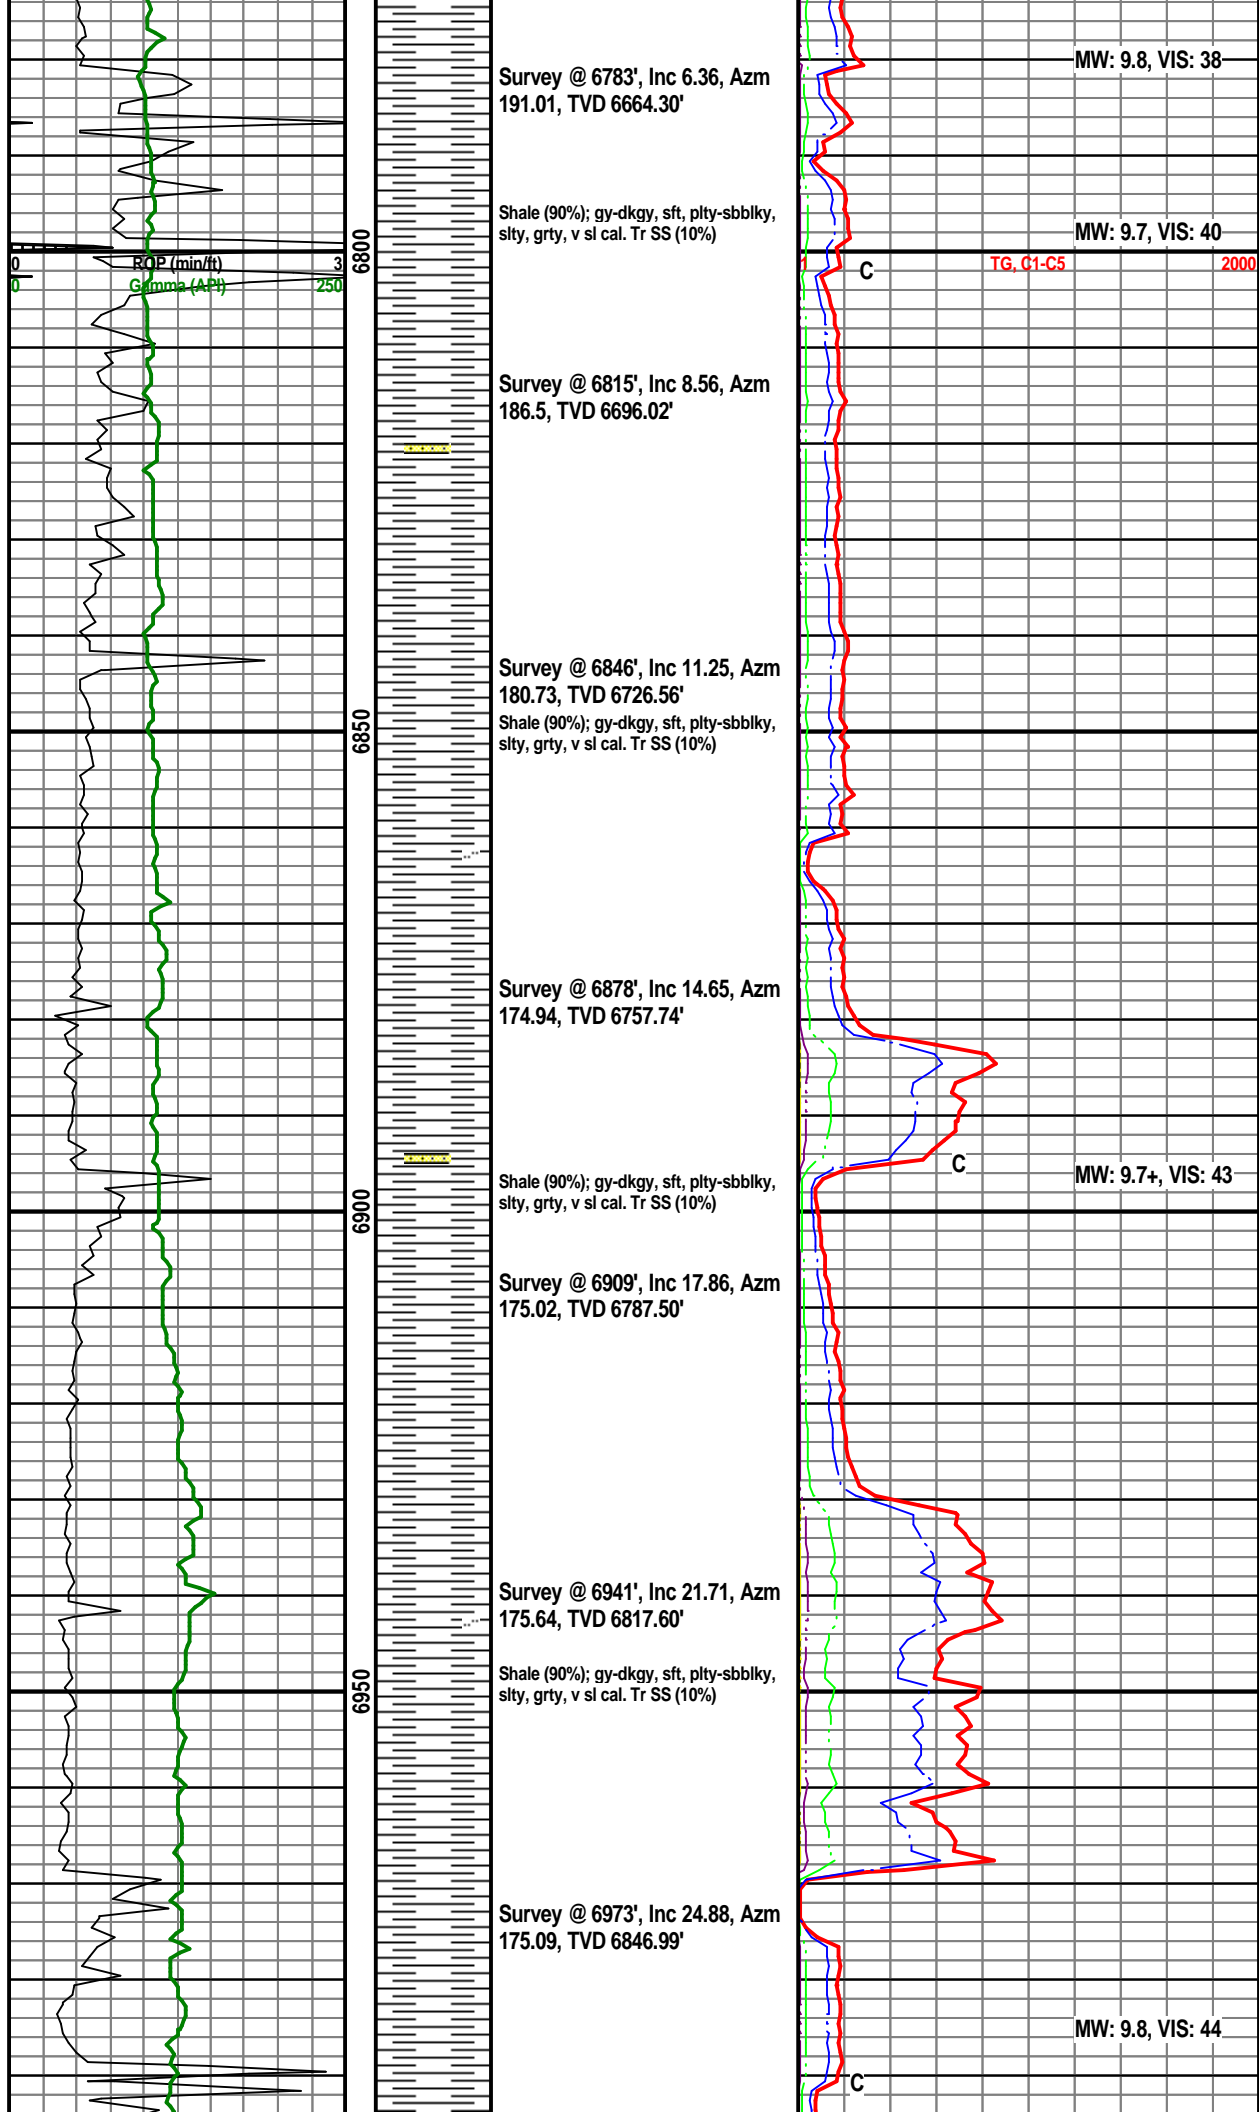 MW: 9.8, VIS: 38
Survey @ 6783', Inc 6.36, Azm
191.01, TVD 6664.30'
Shale (90%); gy-dkgy, sft, plty-sbblky,
slty, grty, v sl cal. Tr SS (10%)
MW: 9.7, VIS: 40
6800
0 ROP (min/ft) 3
0 Gamma (API) 250
1 TG, C1-C5 2000
C
Survey @ 6815', Inc 8.56, Azm
186.5, TVD 6696.02'
Survey @ 6846', Inc 11.25, Azm
180.73, TVD 6726.56'
Shale (90%); gy-dkgy, sft, plty-sbblky,
slty, grty, v sl cal. Tr SS (10%)
6850
Survey @ 6878', Inc 14.65, Azm
174.94, TVD 6757.74'
C
MW: 9.7+, VIS: 43
Shale (90%); gy-dkgy, sft, plty-sbblky,
slty, grty, v sl cal. Tr SS (10%)
6900
Survey @ 6909', Inc 17.86, Azm
175.02, TVD 6787.50'
Survey @ 6941', Inc 21.71, Azm
175.64, TVD 6817.60'
Shale (90%); gy-dkgy, sft, plty-sbblky,
slty, grty, v sl cal. Tr SS (10%)
6950
Survey @ 6973', Inc 24.88, Azm
175.09, TVD 6846.99'
MW: 9.8, VIS: 44
C